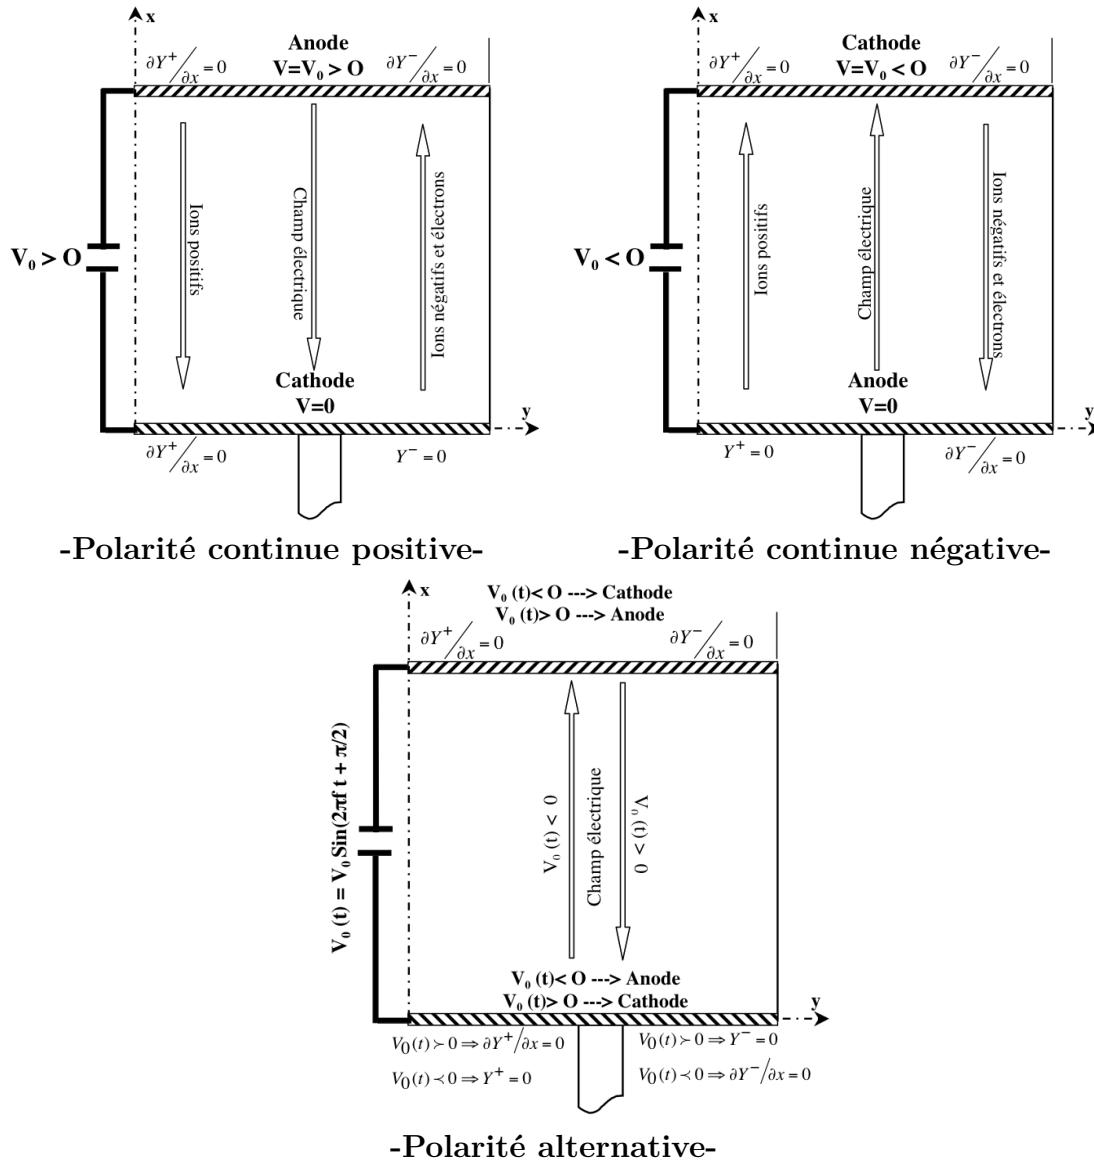 x
Anode
V=V₀ > O
∂Y⁺/∂x = 0
∂Y⁻/∂x = 0
V₀ > O
Ions positifs
Champ électrique
Ions négatifs et électrons
Cathode
V=0
y
∂Y⁺/∂x = 0
Y⁻ = 0
-Polarité continue positive-
x
Cathode
V=V₀ < O
∂Y⁺/∂x = 0
∂Y⁻/∂x = 0
V₀ < O
Ions positifs
Champ électrique
Ions négatifs et électrons
Anode
V=0
y
Y⁺ = 0
∂Y⁻/∂x = 0
-Polarité continue négative-
x
V₀ (t)< O ---> Cathode
V₀ (t)> O ---> Anode
∂Y⁺/∂x = 0
∂Y⁻/∂x = 0
V₀ (t) = V₀ Sin(2πf t + π/2)
V₀ (t) < 0
Champ électrique
V₀ (t) > 0
V₀ (t)< O ---> Anode
V₀ (t)> O ---> Cathode
y
V₀(t) ≻ 0 ⇒ ∂Y⁺/∂x = 0
V₀(t) ≻ 0 ⇒ Y⁻ = 0
V₀(t) ≺ 0 ⇒ Y⁺ = 0
V₀(t) ≺ 0 ⇒ ∂Y⁻/∂x = 0
-Polarité alternative-